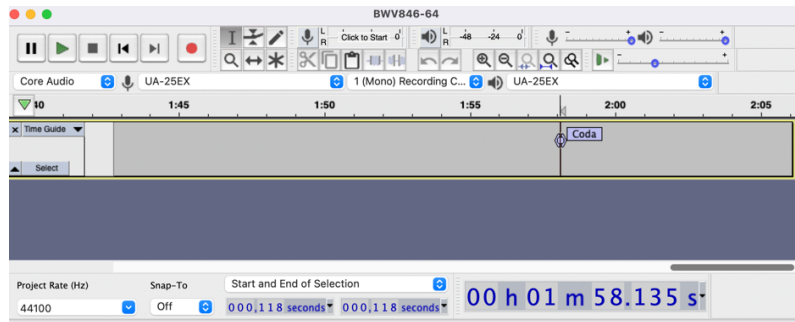 BWV846-64
L
R
Click to Start
0
L
R
-48 -24 0
- +
- +
- +
Core Audio UA-25EX 1 (Mono) Recording C... UA-25EX
40 1:45 1:50 1:55 2:00 2:05
x Time Guide
Coda
Select
Project Rate (Hz) Snap-To Start and End of Selection
44100 Off 000,118 seconds 000,118 seconds
00 h 01 m 58.135 s